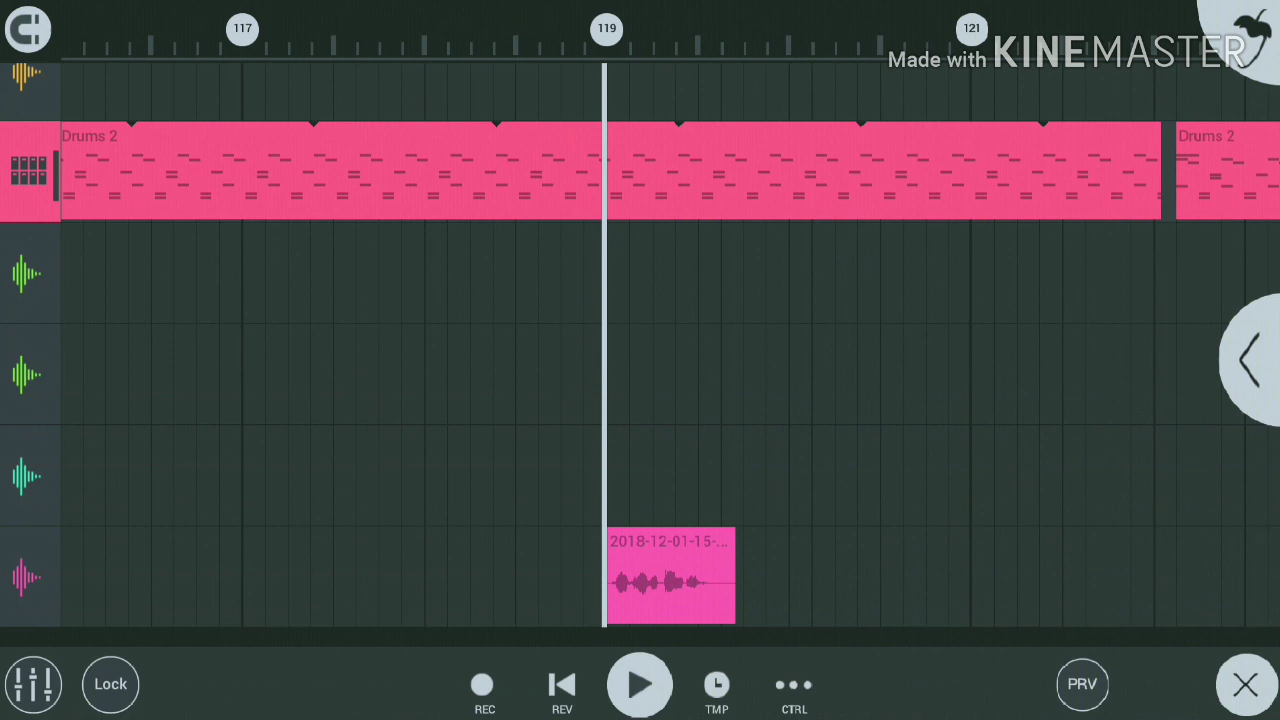 117
119
121
Made with KINEMASTER
Drums 2
Drums 2
2018-12-01-15-...
Lock
REC
REV
TMP
CTRL
PRV